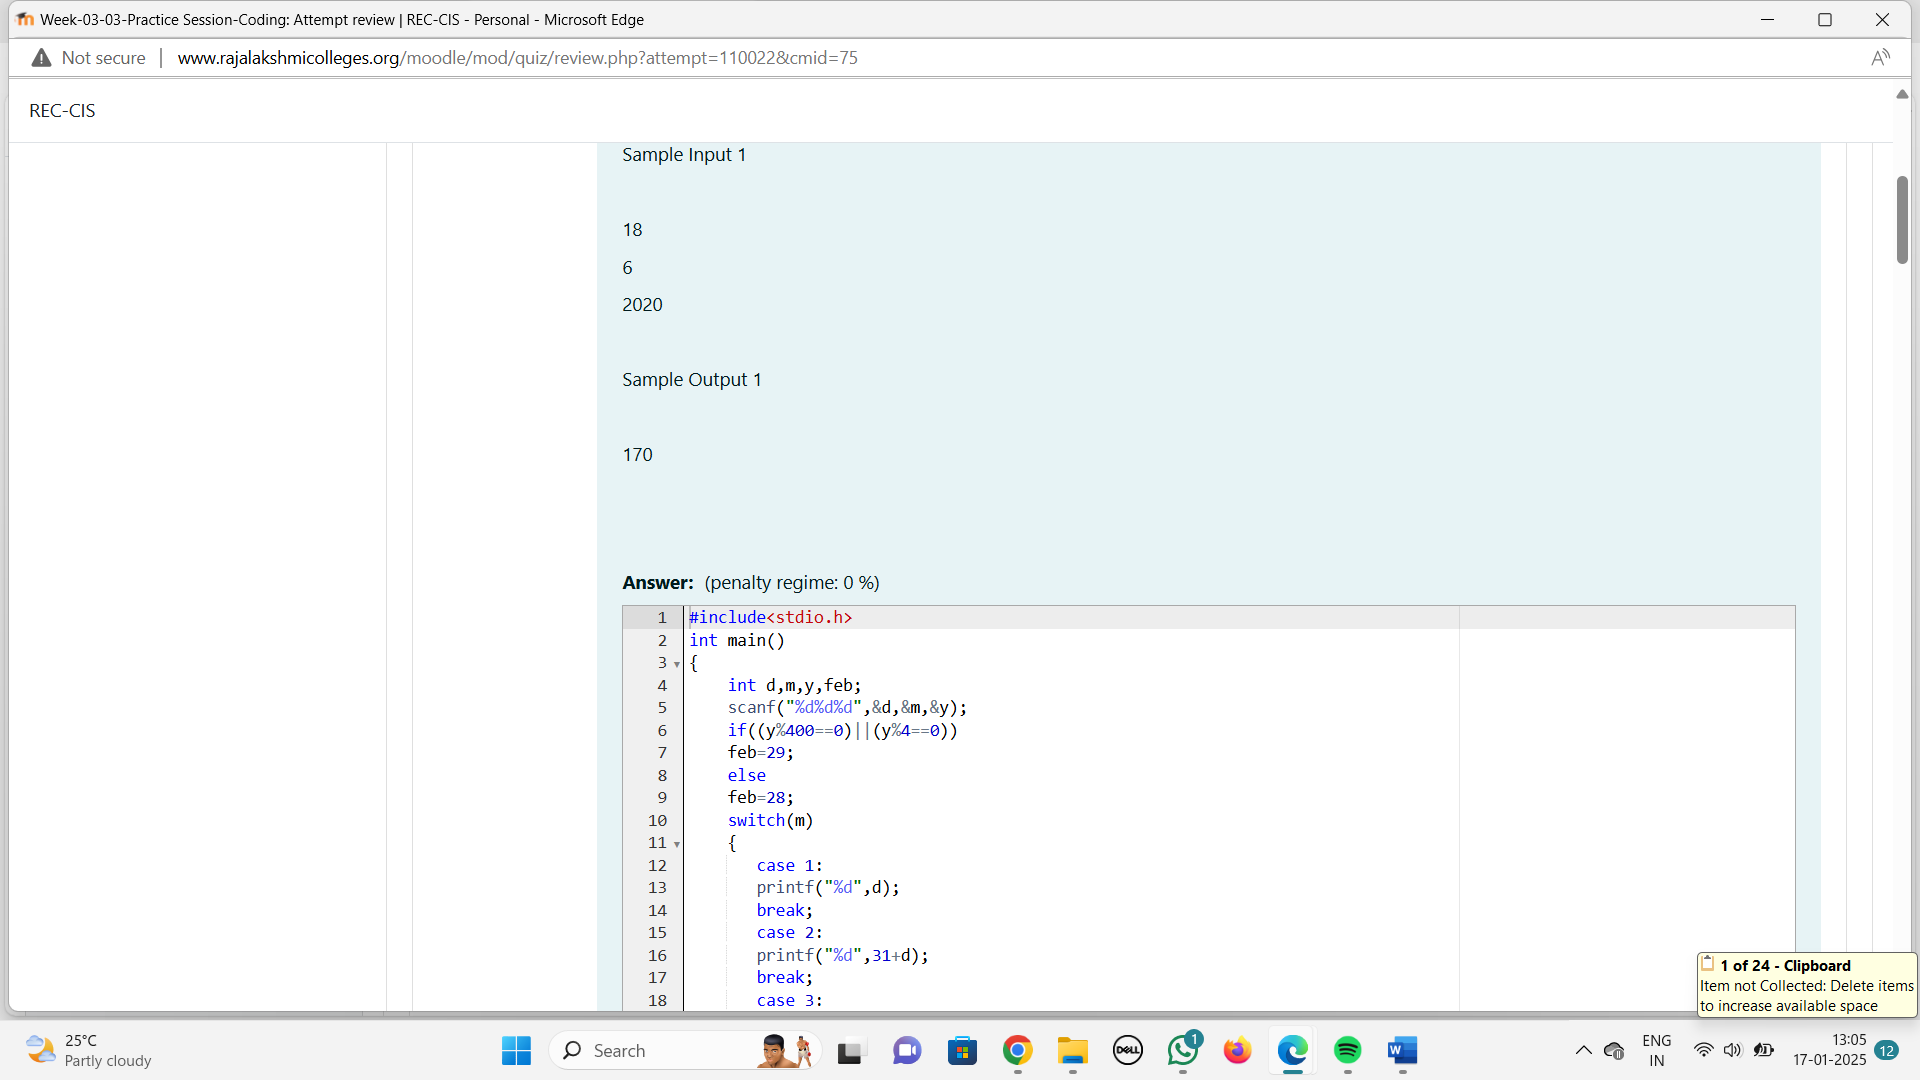 Week-03-03-Practice Session-Coding: Attempt review | REC-CIS - Personal - Microsoft Edge
Not secure | www.rajalakshmicolleges.org/moodle/mod/quiz/review.php?attempt=110022&cmid=75
REC-CIS
Sample Input 1
18
6
2020
Sample Output 1
170
Answer: (penalty regime: 0 %)
1 #include<stdio.h>
2 int main()
3 {
4 int d,m,y,feb;
5 scanf("%d%d%d",&d,&m,&y);
6 if((y%400==0)||(y%4==0))
7 feb=29;
8 else
9 feb=28;
10 switch(m)
11 {
12 case 1:
13 printf("%d",d);
14 break;
15 case 2:
16 printf("%d",31+d);
17 break;
18 case 3:
1 of 24 - Clipboard
Item not Collected: Delete items
to increase available space
25°C
Partly cloudy
Search
DELL
1
W
ENG
IN
13:05
17-01-2025
12